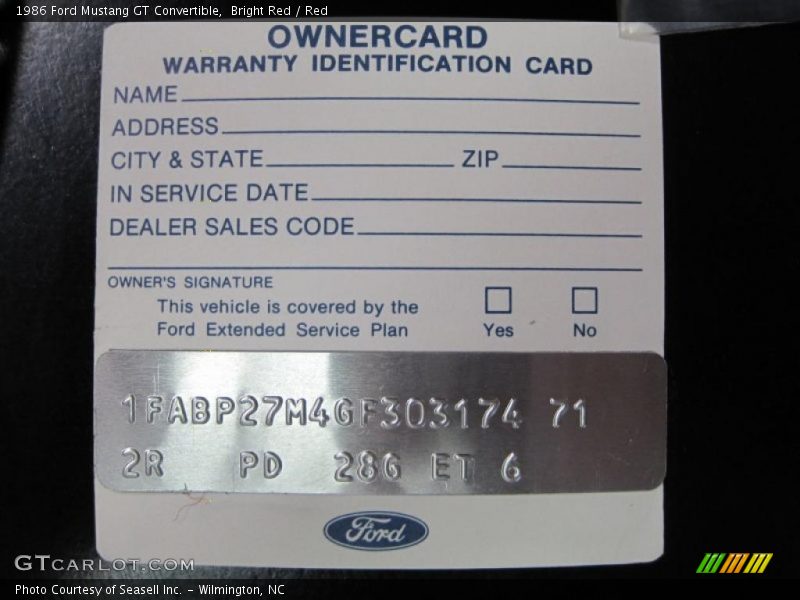 1986 Ford Mustang GT Convertible, Bright Red / Red
OWNERCARD
WARRANTY IDENTIFICATION CARD
NAME
ADDRESS
CITY & STATE ZIP
IN SERVICE DATE
DEALER SALES CODE
OWNER'S SIGNATURE
This vehicle is covered by the
Ford Extended Service Plan
Yes No
1FABP27M4GF303174 71
2R PD 28G ET 6
Ford
GTCARLOT.COM
Photo Courtesy of Seasell Inc. - Wilmington, NC